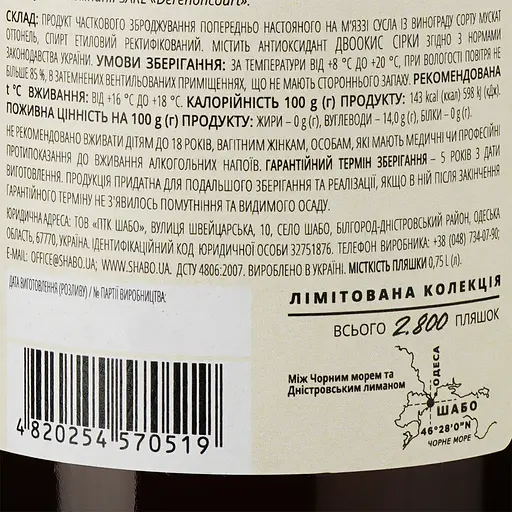 «Derenoncourt».
СКЛАД: ПРОДУКТ ЧАСТКОВОГО ЗБРОДЖУВАННЯ ПОПЕРЕДНЬО НАСТОЯНОГО НА М'ЯЗЗІ СУСЛА ІЗ ВИНОГРАДУ СОРТУ МУСКАТ
ОТТОНЕЛЬ, СПИРТ ЕТИЛОВИЙ РЕКТИФІКОВАНИЙ. МІСТИТЬ АНТИОКСИДАНТ ДВООКИС СІРКИ ЗГІДНО З НОРМАМИ
ЗАКОНОДАВСТВА УКРАЇНИ. УМОВИ ЗБЕРІГАННЯ: ЗА ТЕМПЕРАТУРИ ВІД +8 °С ДО +20 °С, ПРИ ВОЛОГОСТІ ПОВІТРЯ НЕ
БІЛЬШЕ 85 %, В ЗАТЕМНЕНИХ ВЕНТИЛЬОВАНИХ ПРИМІЩЕННЯХ, ЩО НЕ МАЮТЬ СТОРОННЬОГО ЗАПАХУ. РЕКОМЕНДОВАНА
t °С ВЖИВАННЯ: ВІД +16 °С ДО +18 °С. КАЛОРІЙНІСТЬ 100 g (г) ПРОДУКТУ: 143 kcal (ккал) 598 kJ (кДж).
ПОЖИВНА ЦІННІСТЬ НА 100 g (г) ПРОДУКТУ: ЖИРИ – 0 g (г), ВУГЛЕВОДИ – 14,0 g (г), БІЛКИ – 0 g (г).
НЕ РЕКОМЕНДОВАНО ВЖИВАТИ ДІТЯМ ДО 18 РОКІВ, ВАГІТНИМ ЖІНКАМ, ОСОБАМ, ЯКІ МАЮТЬ МЕДИЧНІ ЧИ ПРОФЕСІЙНІ
ПРОТИПОКАЗАННЯ ДО ВЖИВАННЯ АЛКОГОЛЬНИХ НАПОЇВ. ГАРАНТІЙНИЙ ТЕРМІН ЗБЕРІГАННЯ – 5 РОКІВ З ДАТИ
ВИГОТОВЛЕННЯ. ПРОДУКЦІЯ ПРИДАТНА ДЛЯ ПОДАЛЬШОГО ЗБЕРІГАННЯ ТА РЕАЛІЗАЦІЇ, ЯКЩО В НІЙ ПІСЛЯ ЗАКІНЧЕННЯ
ГАРАНТІЙНОГО ТЕРМІНУ НЕ З'ЯВИЛОСЬ ПОМУТНІННЯ ТА ВИДИМОГО ОСАДУ.
ЮРИДИЧНА АДРЕСА: ТОВ «ПТК ШАБО», ВУЛИЦЯ ШВЕЙЦАРСЬКА, 10, СЕЛО ШАБО, БІЛГОРОД-ДНІСТРОВСЬКИЙ РАЙОН, ОДЕСЬКА
ОБЛАСТЬ, 67770, УКРАЇНА. ІДЕНТИФІКАЦІЙНИЙ КОД ЮРИДИЧНОЇ ОСОБИ 32751876. ТЕЛЕФОН ВИРОБНИКА: +38 (048) 734-07-90;
E-MAIL: OFFICE@SHABO.UA; WWW.SHABO.UA. ДСТУ 4806:2007. ВИРОБЛЕНО В УКРАЇНІ. МІСТКІСТЬ ПЛЯШКИ 0,75 L (л).
ДАТА ВИГОТОВЛЕННЯ (РОЗЛИВУ) / № ПАРТІЇ ВИРОБНИЦТВА:
4 820254 570519
ЛІМІТОВАНА КОЛЕКЦІЯ
ВСЬОГО 2.800 ПЛЯШОК
Між Чорним морем та
Дністровським лиманом
ОДЕСА
ШАБО
46°28'0"N
ЧОРНЕ МОРЕ